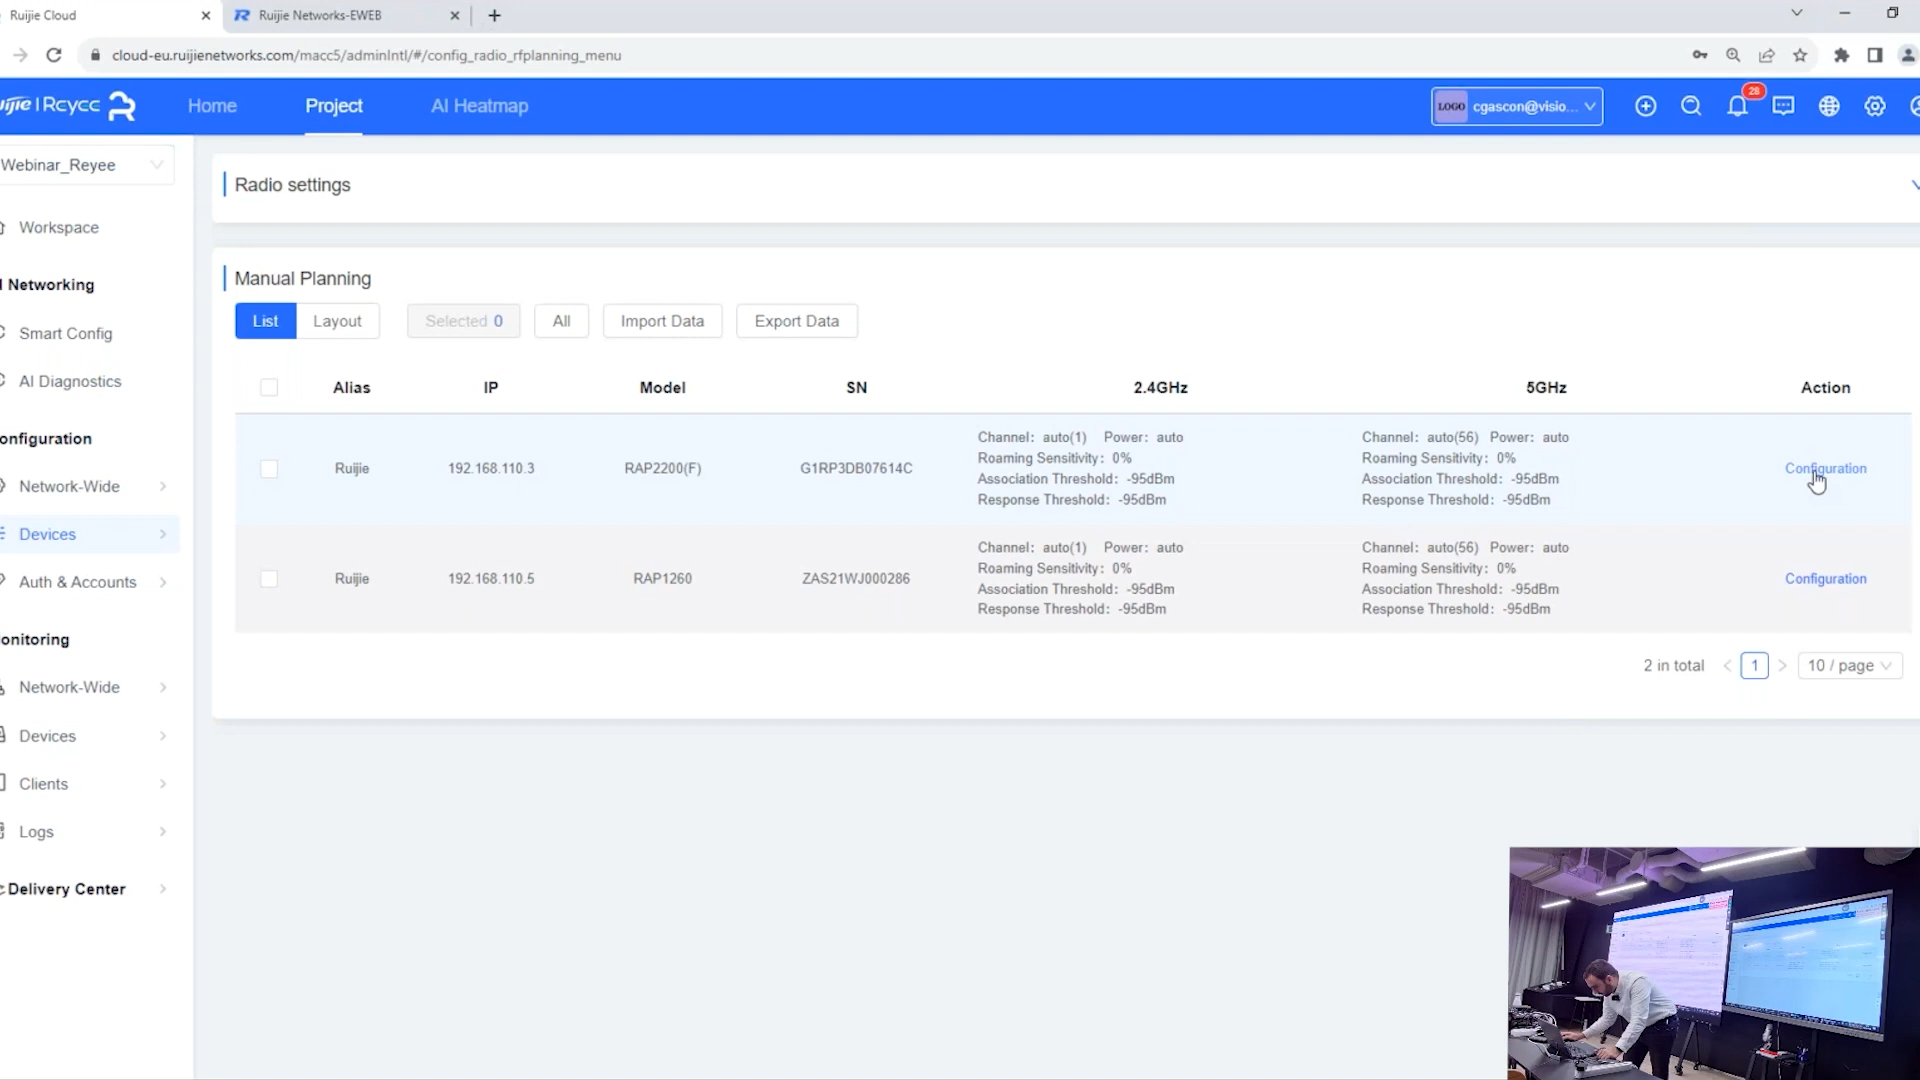 Ruijie Cloud
Ruijie Networks-EWEB
cloud-eu.ruijienetworks.com/macc5/adminIntl/#/config_radio_rfplanning_menu
uijie | Rcycc
Home
Project
AI Heatmap
LOGO
cgascon@visio...
28
Webinar_Reyee
Workspace
I Networking
Smart Config
AI Diagnostics
onfiguration
Network-Wide
Devices
Auth & Accounts
onitoring
Network-Wide
Devices
Clients
Logs
Delivery Center
Radio settings
Manual Planning
List
Layout
Selected 0
All
Import Data
Export Data
Alias IP Model SN 2.4GHz 5GHz Action
Ruijie 192.168.110.3 RAP2200(F) G1RP3DB07614C
Channel: auto(1) Power: auto
Roaming Sensitivity: 0%
Association Threshold: -95dBm
Response Threshold: -95dBm
Channel: auto(56) Power: auto
Roaming Sensitivity: 0%
Association Threshold: -95dBm
Response Threshold: -95dBm
Configuration
Ruijie 192.168.110.5 RAP1260 ZAS21WJ000286
Channel: auto(1) Power: auto
Roaming Sensitivity: 0%
Association Threshold: -95dBm
Response Threshold: -95dBm
Channel: auto(56) Power: auto
Roaming Sensitivity: 0%
Association Threshold: -95dBm
Response Threshold: -95dBm
Configuration
2 in total < 1 > 10 / page